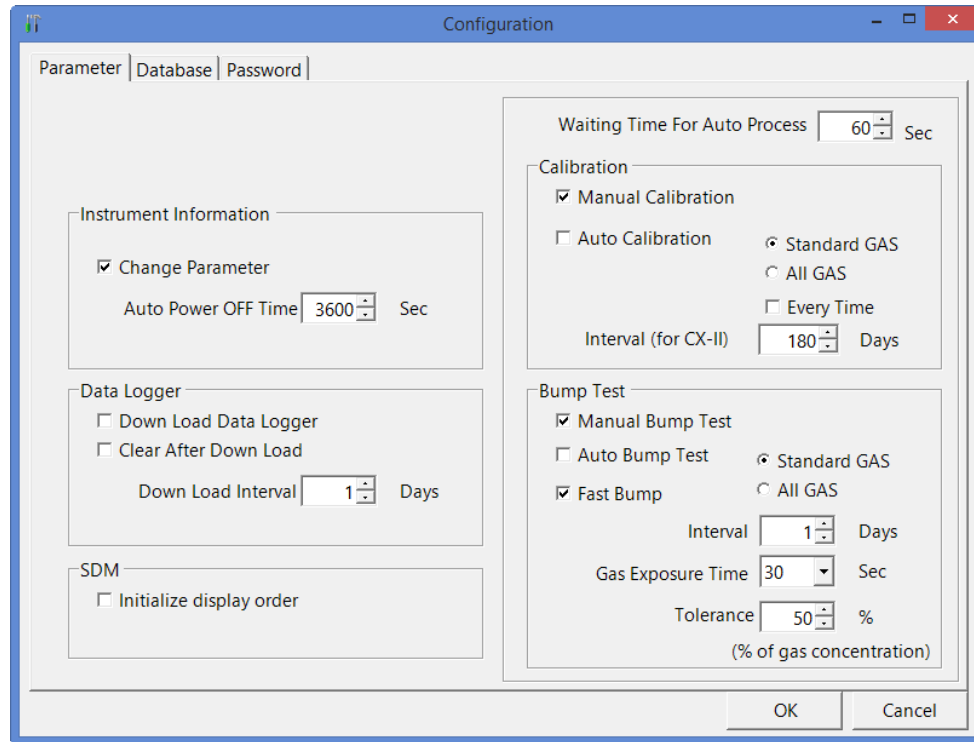 Configuration
Parameter Database Password
Instrument Information
Change Parameter
Auto Power OFF Time 3600 Sec
Data Logger
Down Load Data Logger
Clear After Down Load
Down Load Interval 1 Days
SDM
Initialize display order
Waiting Time For Auto Process 60 Sec
Calibration
Manual Calibration
Auto Calibration
Standard GAS
All GAS
Every Time
Interval (for CX-II) 180 Days
Bump Test
Manual Bump Test
Auto Bump Test
Standard GAS
Fast Bump
All GAS
Interval 1 Days
Gas Exposure Time 30 Sec
Tolerance 50 %
(% of gas concentration)
OK Cancel